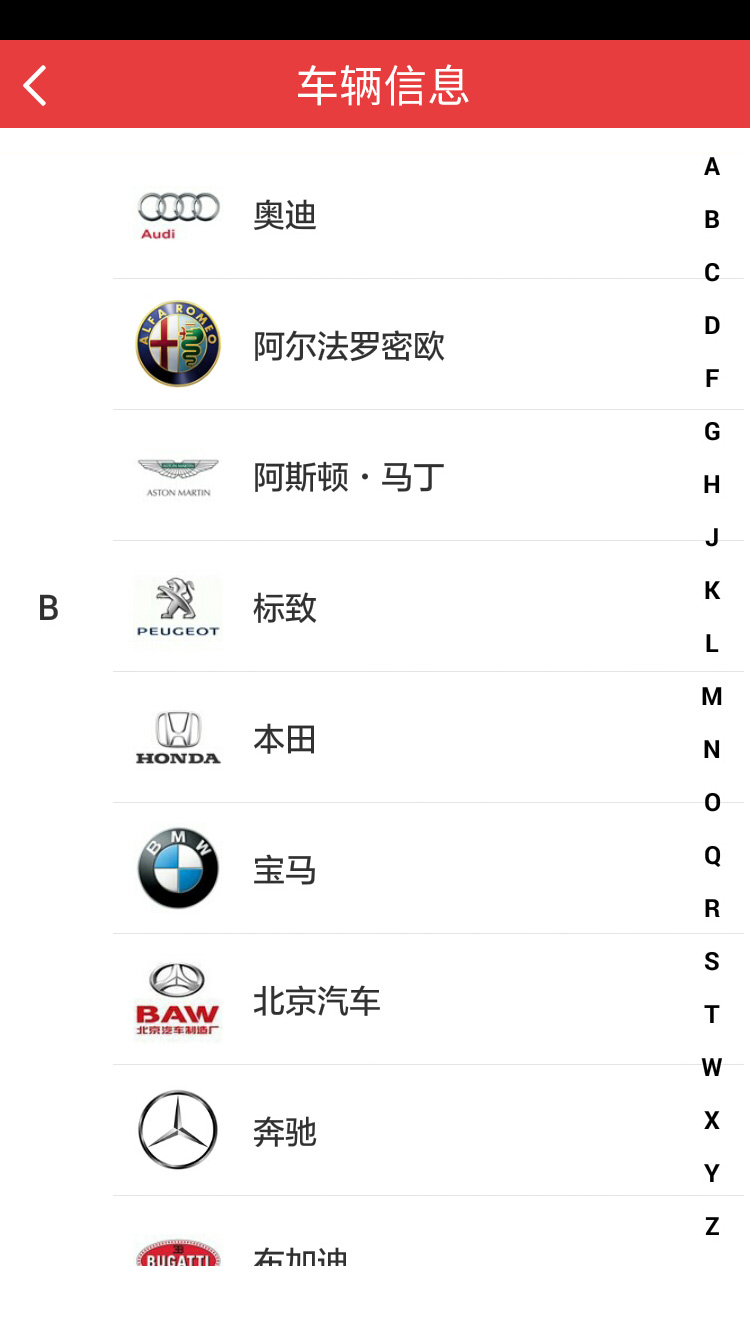 车辆信息
Audi
奥迪
ALFA ROMEO
阿尔法罗密欧
ASTON MARTIN
ASTON MARTIN
阿斯顿·马丁
B
PEUGEOT
标致
HONDA
本田
BMW
宝马
BAW
北京汽车制造厂
北京汽车
奔驰
BUGATTI
布加迪
A
B
C
D
F
G
H
J
K
L
M
N
O
Q
R
S
T
W
X
Y
Z